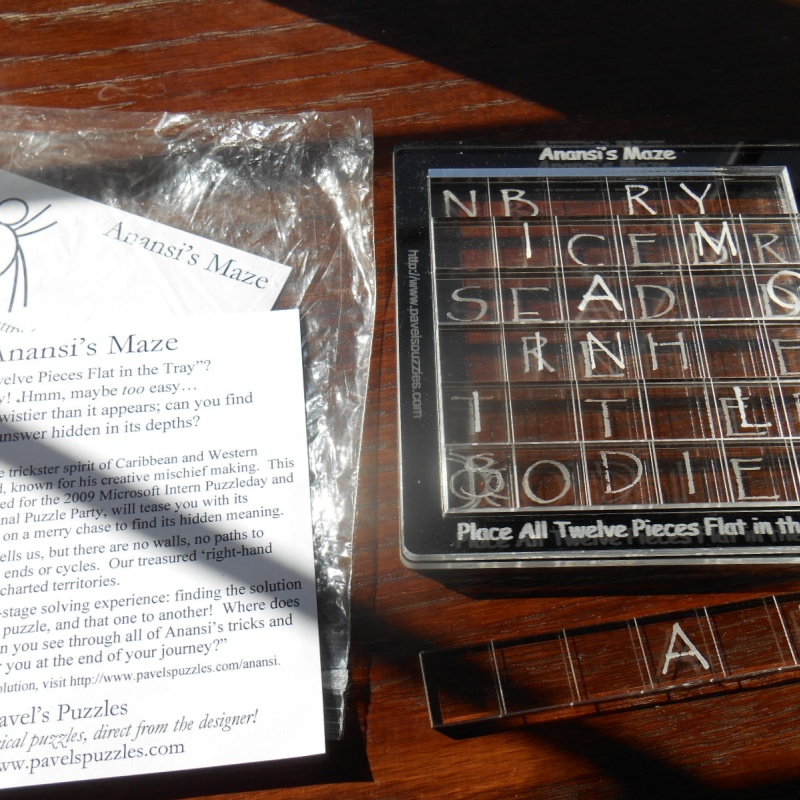 Anansi's Maze
Anansi's Maze
"Twelve Pieces Flat in the Tray"?
y! Hmm, maybe too easy…
wistier than it appears; can you find
answer hidden in its depths?
e trickster spirit of Caribbean and Western
d, known for his creative mischief making. This
ed for the 2009 Microsoft Intern Puzzleday and
nal Puzzle Party, will tease you with its
on a merry chase to find its hidden meaning.
ells us, but there are no walls, no paths to
ends or cycles. Our treasured 'right-hand
charted territories.
-stage solving experience: finding the solution
puzzle, and that one to another! Where does
n you see through all of Anansi's tricks and
r you at the end of your journey?"
olution, visit http://www.pavelspuzzles.com/anansi.
avel's Puzzles
ical puzzles, direct from the designer!
ww.pavelspuzzles.com
Anansi's Maze
http://www.pavelspuzzles.com
N B R Y
I C E M R
S E A D
R N H
I T L
O D I E
Place All Twelve Pieces Flat in th
A